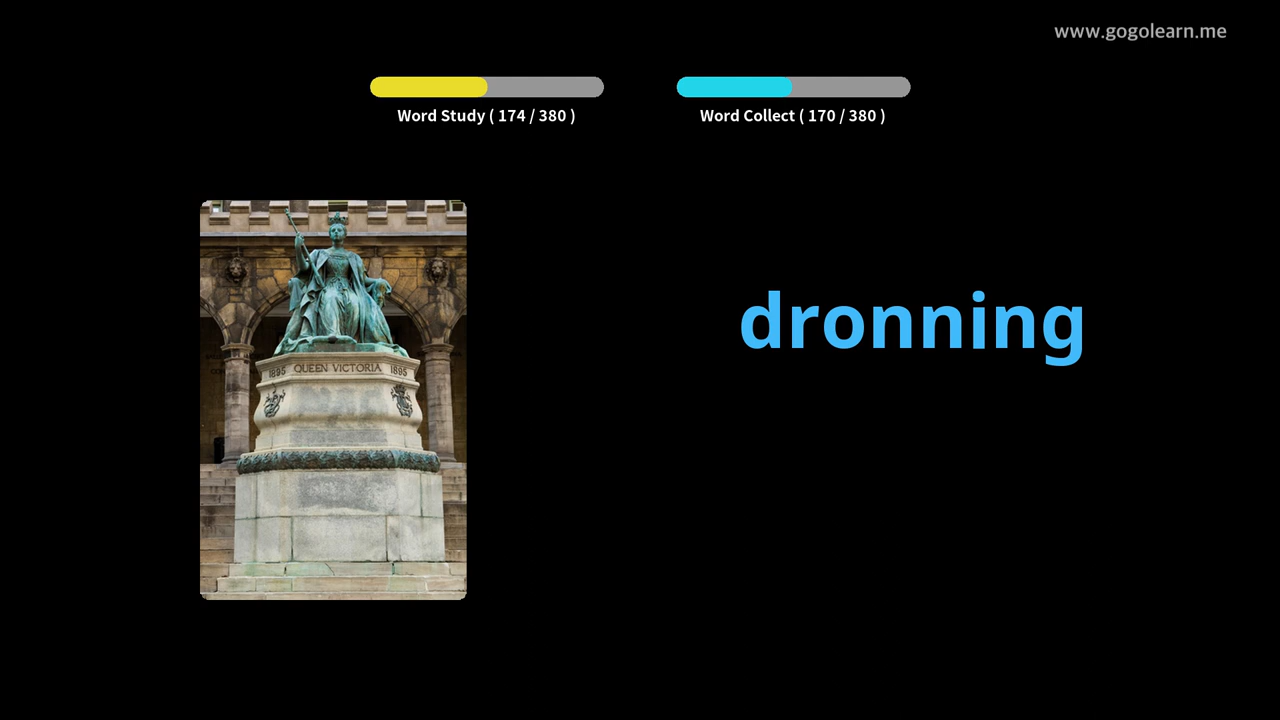 www.gogolearn.me
Word Study ( 174 / 380 )
Word Collect ( 170 / 380 )
dronning
1895 QUEEN VICTORIA 1895